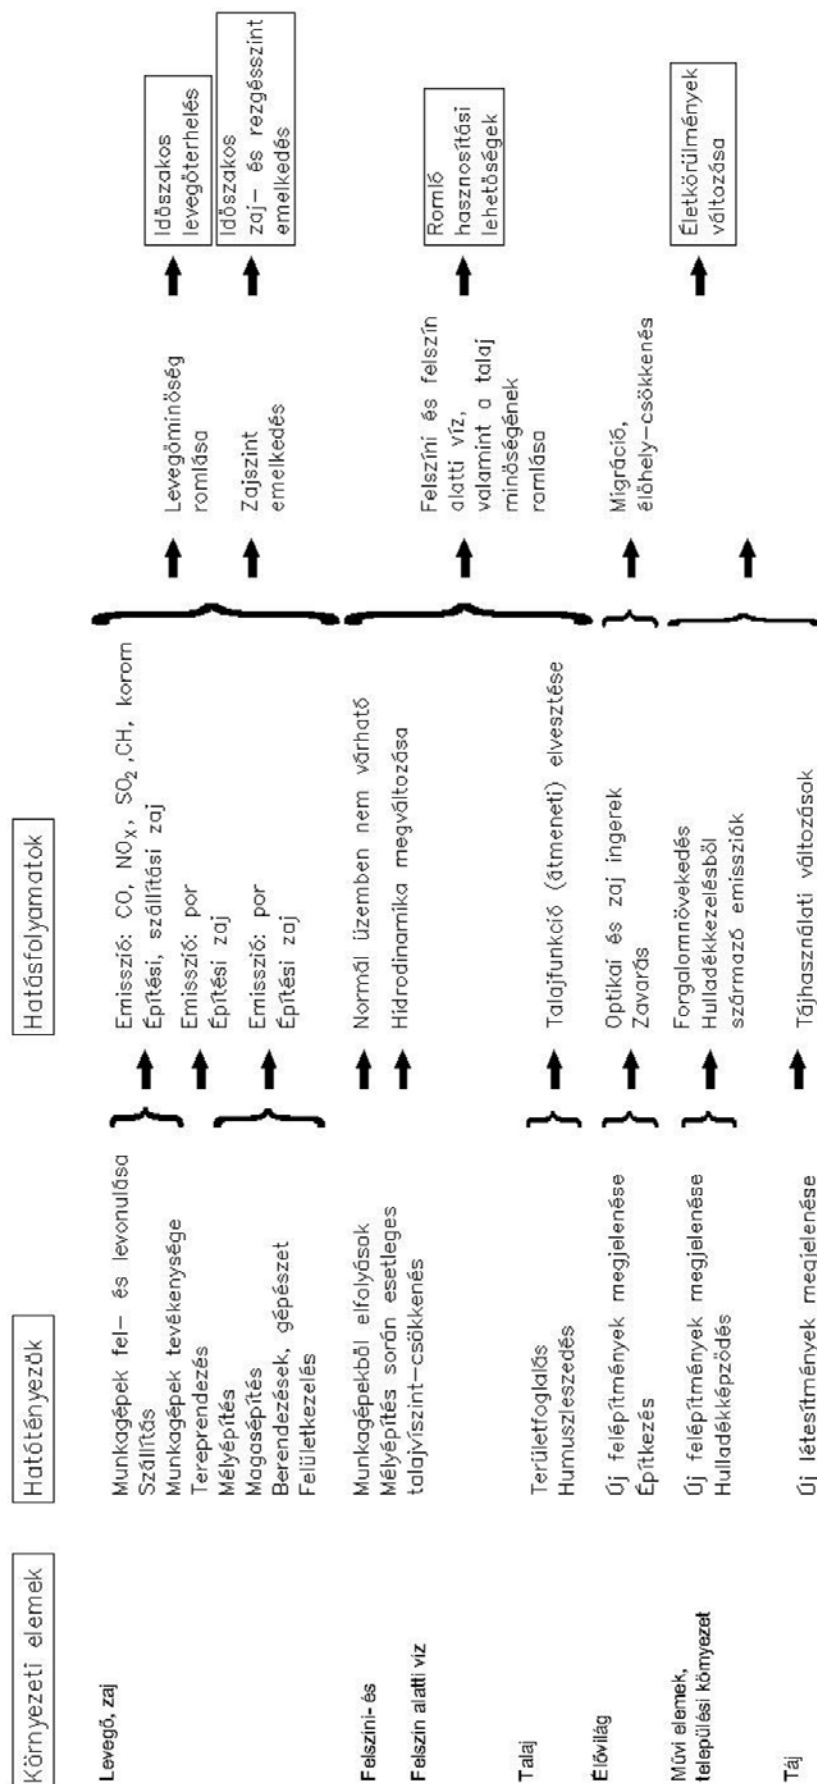 Környezeti elemek
Hatótényezők
Hatásfolyamatok
Levegő, zaj
Munkagépek fel- és levonulása
Szállítás
Munkagépek tevékenysége
Tereprendezés
Mélyépítés
Magasépítés
Berendezések, gépészet
Felületkezelés
Emisszió: CO, NOX, SO2 ,CH, korom
Építési, szállítási zaj
Emisszió: por
Építési zaj
Emisszió: por
Építési zaj
Levegőminőség
romlása
Zajszint
emelkedés
Időszakos
levegőterhelés
Időszakos
zaj- és rezgésszint
emelkedés
Felszíni- és
Felszín alatti víz
Munkagépekből elfolyások
Mélyépítés során esetleges
talajvíszint-csökkenés
Normál üzemben nem várható
Hidrodinamika megváltozása
Talaj
Területfoglalás
Humuszleszedés
Talajfunkció (átmeneti) elvesztése
Felszíni és felszín
alatti víz,
valamint a talaj
minőségének
romlása
Romló
hasznosítási
lehetőségek
Élővilág
Új felépítmények megjelenése
Építkezés
Optikai és zaj ingerek
Zavarás
Migráció,
élőhely-csökkenés
Művi elemek,
települési környezet
Új felépítmények megjelenése
Hulladékképződés
Forgalomnövekedés
Hulladékkezelésből
származó emissziók
Életkörülmények
változása
Táj
Új létesítmények megjelenése
Tájhasználati változások